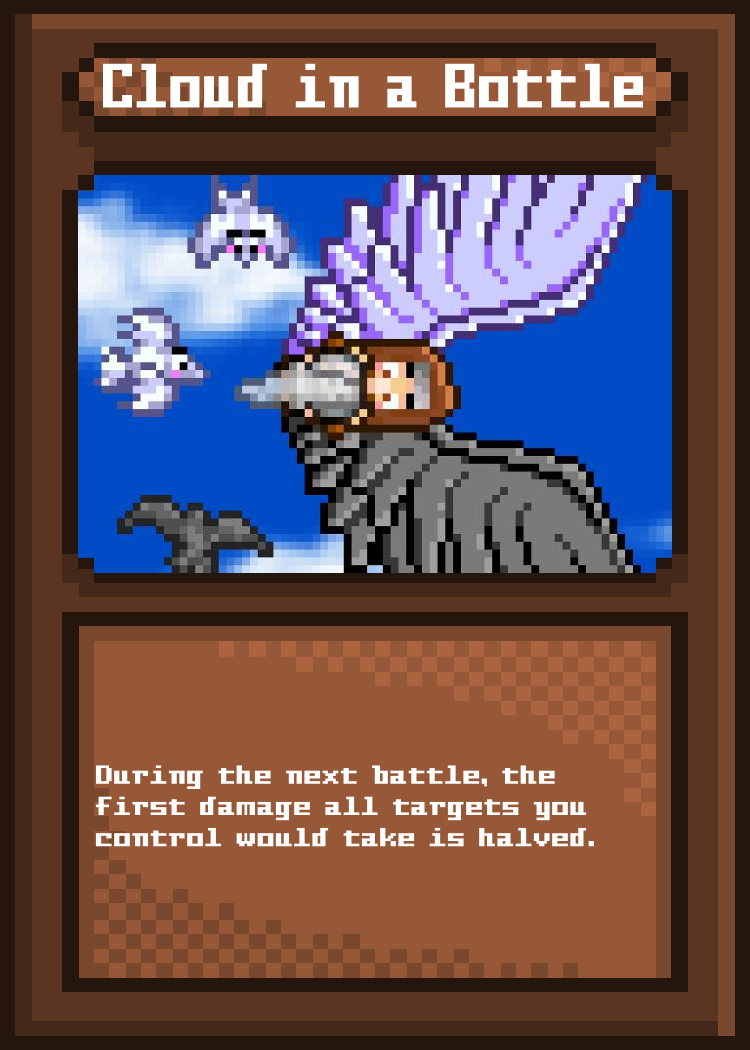 Cloud in a Bottle
During the next battle, the
first damage all targets you
control would take is halved.